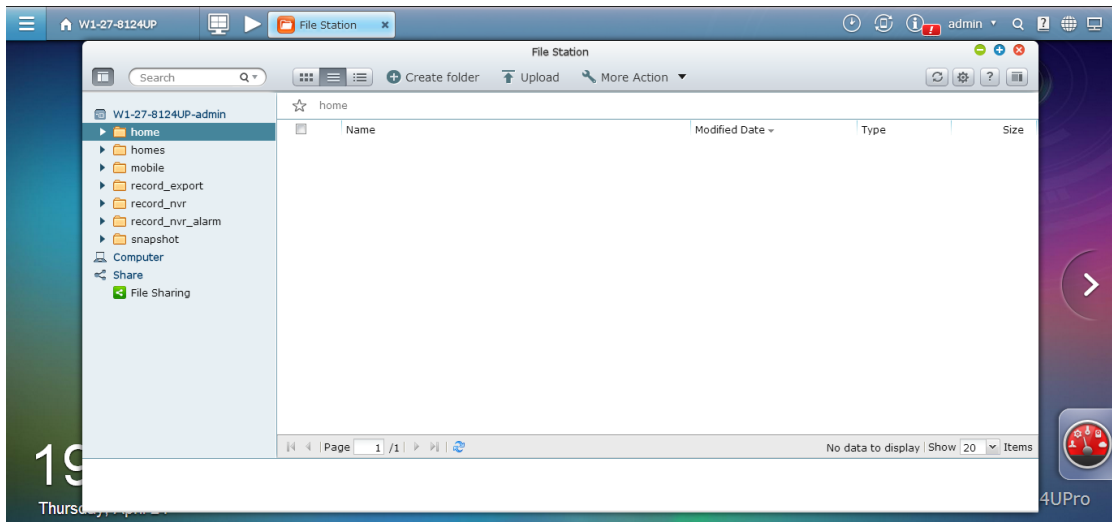 W1-27-8124UP File Station admin
File Station
Search Create folder Upload More Action
W1-27-8124UP-admin home
home Name Modified Date Type Size
homes
mobile
record_export
record_nvr
record_nvr_alarm
snapshot
Computer
Share
File Sharing
Page 1 /1 No data to display Show 20 Items
19
4UPro